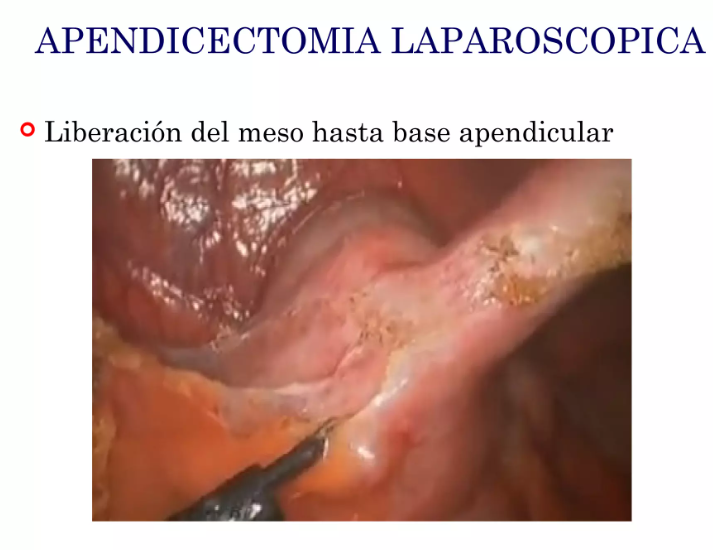 APENDICECTOMIA LAPAROSCOPICA
Liberación del meso hasta base apendicular